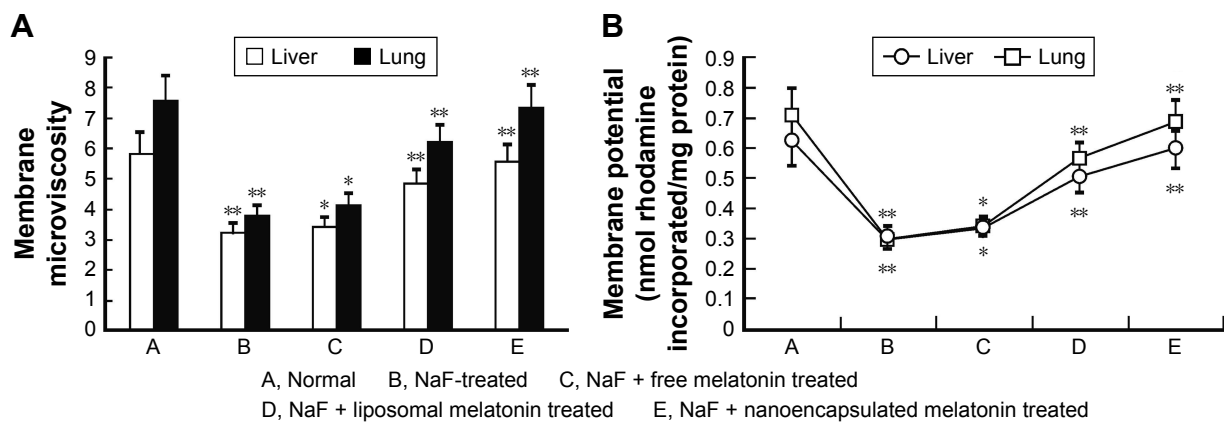 A
Liver
Lung
Membrane
microviscosity
9
8
7
6
5
4
3
2
1
0
**
**
*
*
**
**
**
**
A
B
C
D
E
B
Liver
Lung
Membrane potential
(nmol rhodamine
incorporated/mg protein)
0.9
0.8
0.7
0.6
0.5
0.4
0.3
0.2
0.1
0
**
**
*
*
**
**
**
**
A
B
C
D
E
A, Normal B, NaF-treated C, NaF + free melatonin treated
D, NaF + liposomal melatonin treated E, NaF + nanoencapsulated melatonin treated